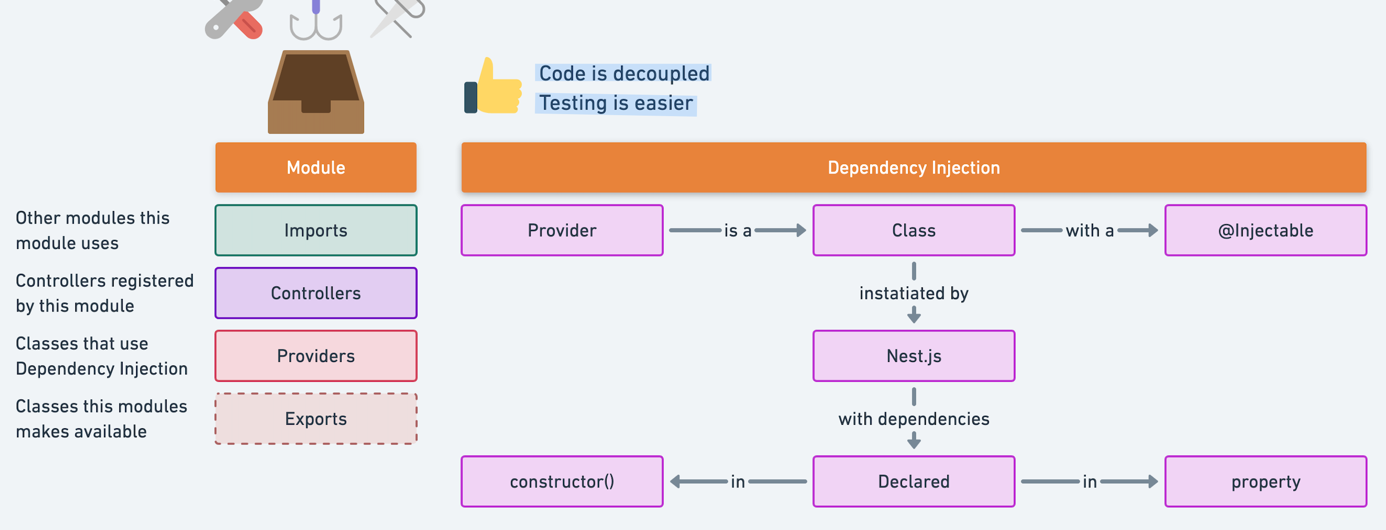 Code is decoupled
Testing is easier
Module
Dependency Injection
Other modules this
module uses
Imports
Provider
is a
Class
with a
@Injectable
Controllers registered
by this module
Controllers
instatiated by
Classes that use
Dependency Injection
Providers
Nest.js
Classes this modules
makes available
Exports
with dependencies
constructor()
in
Declared
in
property